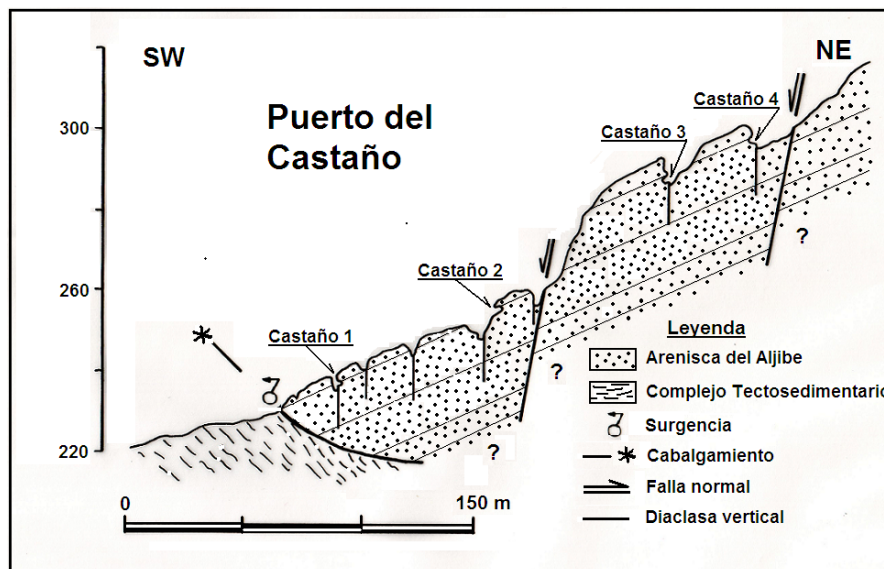 SW
NE
Puerto del
Castaño
300
260
220
Castaño 4
Castaño 3
Castaño 2
Castaño 1
?
?
?
0
150 m
Leyenda
Arenisca del Aljibe
Complejo Tectosedimentario
Surgencia
Cabalgamiento
Falla normal
Diaclasa vertical